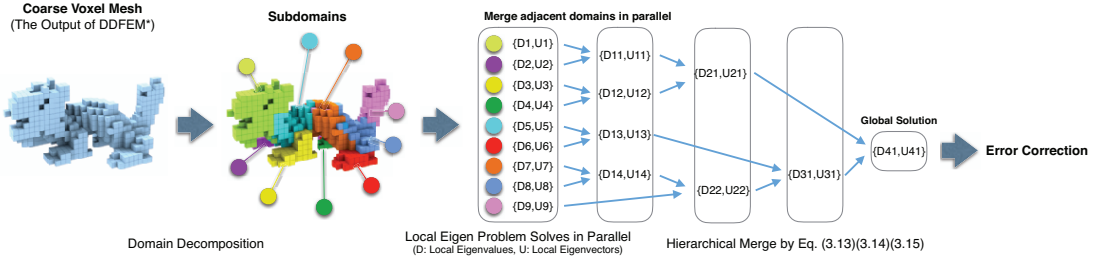 Coarse Voxel Mesh
(The Output of DDFEM*)
Subdomains
Merge adjacent domains in parallel
{D1,U1}
{D2,U2}
{D3,U3}
{D4,U4}
{D5,U5}
{D6,U6}
{D7,U7}
{D8,U8}
{D9,U9}
{D11,U11}
{D12,U12}
{D13,U13}
{D14,U14}
{D21,U21}
{D22,U22}
{D31,U31}
Global Solution
{D41,U41}
Error Correction
Domain Decomposition
Local Eigen Problem Solves in Parallel
(D: Local Eigenvalues, U: Local Eigenvectors)
Hierarchical Merge by Eq. (3.13)(3.14)(3.15)